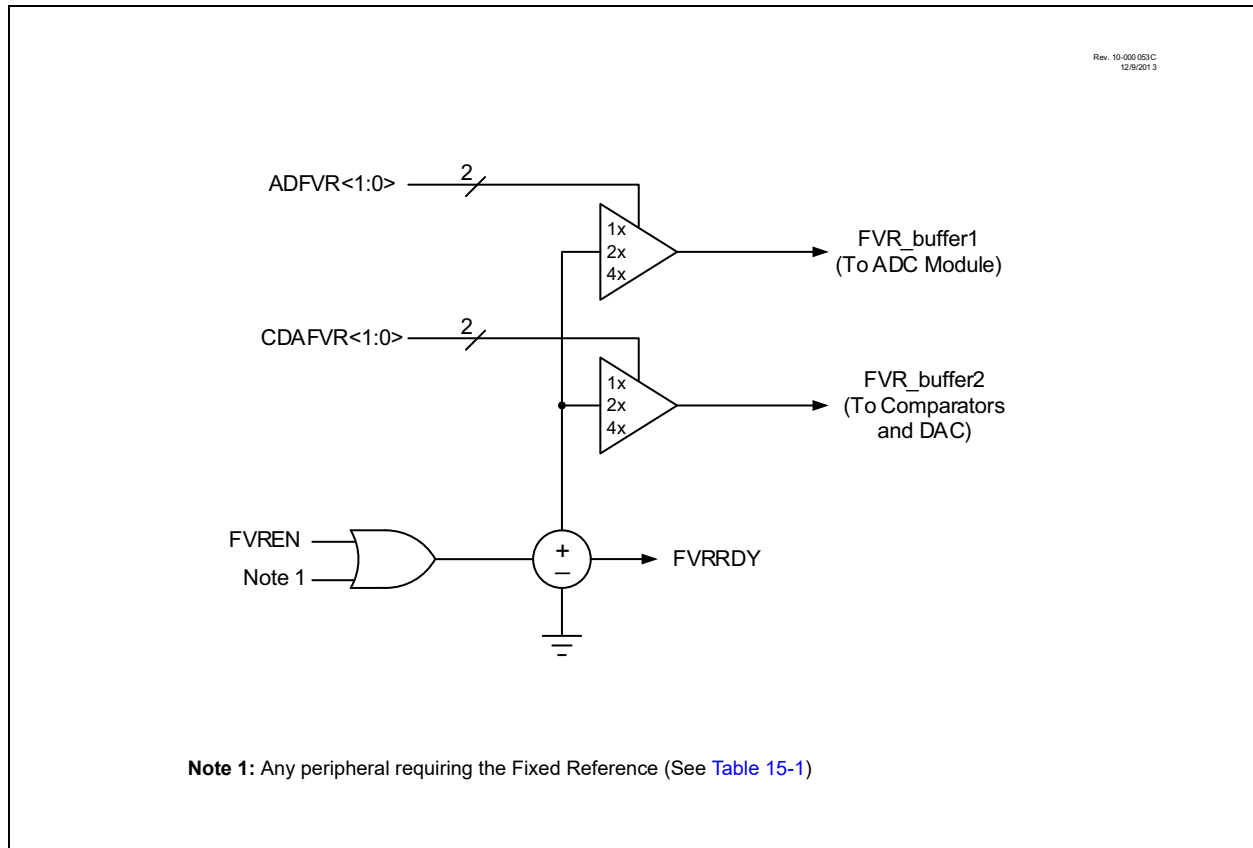 Rev. 10-000 053C
12/9/2013
ADFVR<1:0>
2
1x
2x
4x
FVR_buffer1
(To ADC Module)
CDAFVR<1:0>
2
1x
2x
4x
FVR_buffer2
(To Comparators
and DAC)
FVREN
Note 1
+
–
FVRRDY
Note 1: Any peripheral requiring the Fixed Reference (See Table 15-1)